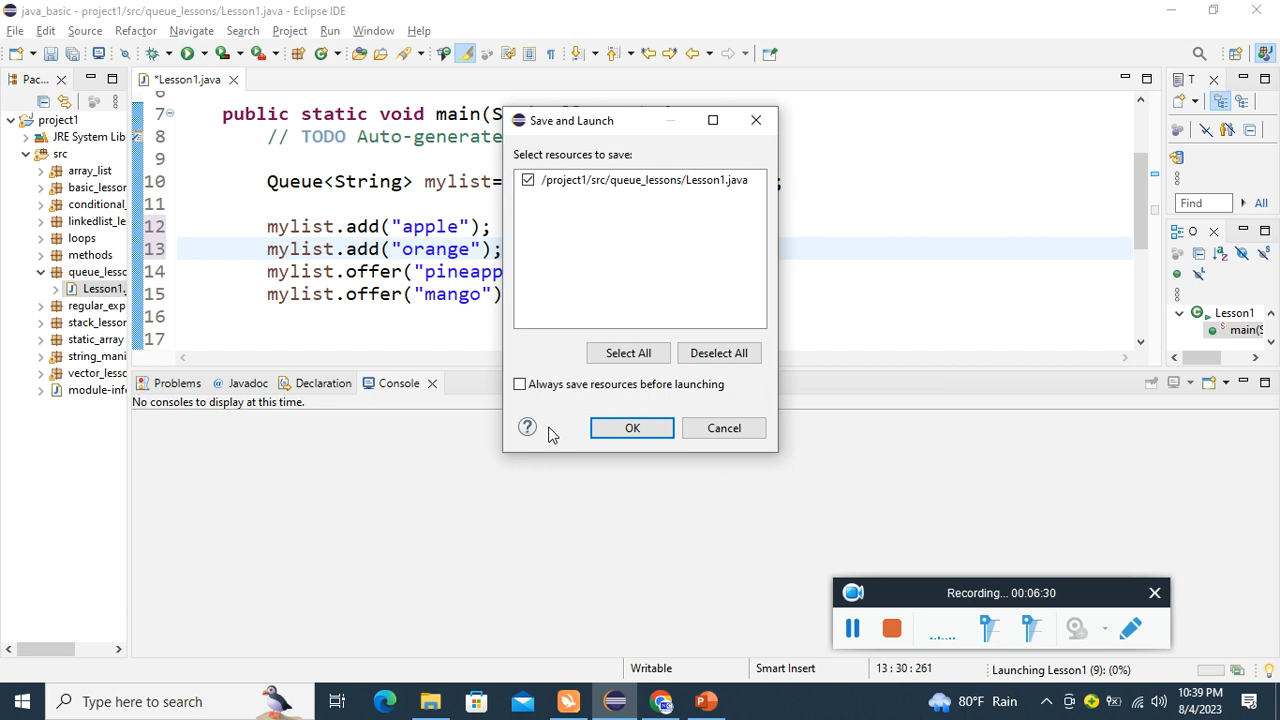 java_basic - project1/src/queue_lessons/Lesson1.java - Eclipse IDE
File Edit Source Refactor Navigate Search Project Run Window Help
Pac...
*Lesson1.java
T
project1
JRE System Lib
src
array_list
basic_lessor
conditional_
linkedlist_le
loops
methods
queue_lessc
Lesson1.
regular_exp
stack_lessor
static_array
string_mani
vector_lessc
module-info
6
7 public static void main(S
8 // TODO Auto-generate
9
10 Queue<String> mylist= ;
11
12 mylist.add("apple");
13 mylist.add("orange");
14 mylist.offer("pineapp
15 mylist.offer("mango")
16
17
Save and Launch
Select resources to save:
/project1/src/queue_lessons/Lesson1.java
Select All
Deselect All
Always save resources before launching
OK
Cancel
Find
All
O
Lesson1
main(S
Problems
Javadoc
Declaration
Console
No consoles to display at this time.
Recording... 00:06:30
Writable
Smart Insert
13 : 30 : 261
Launching Lesson1 (9): (0%)
Type here to search
80°F Rain
10:39 PM
8/4/2023